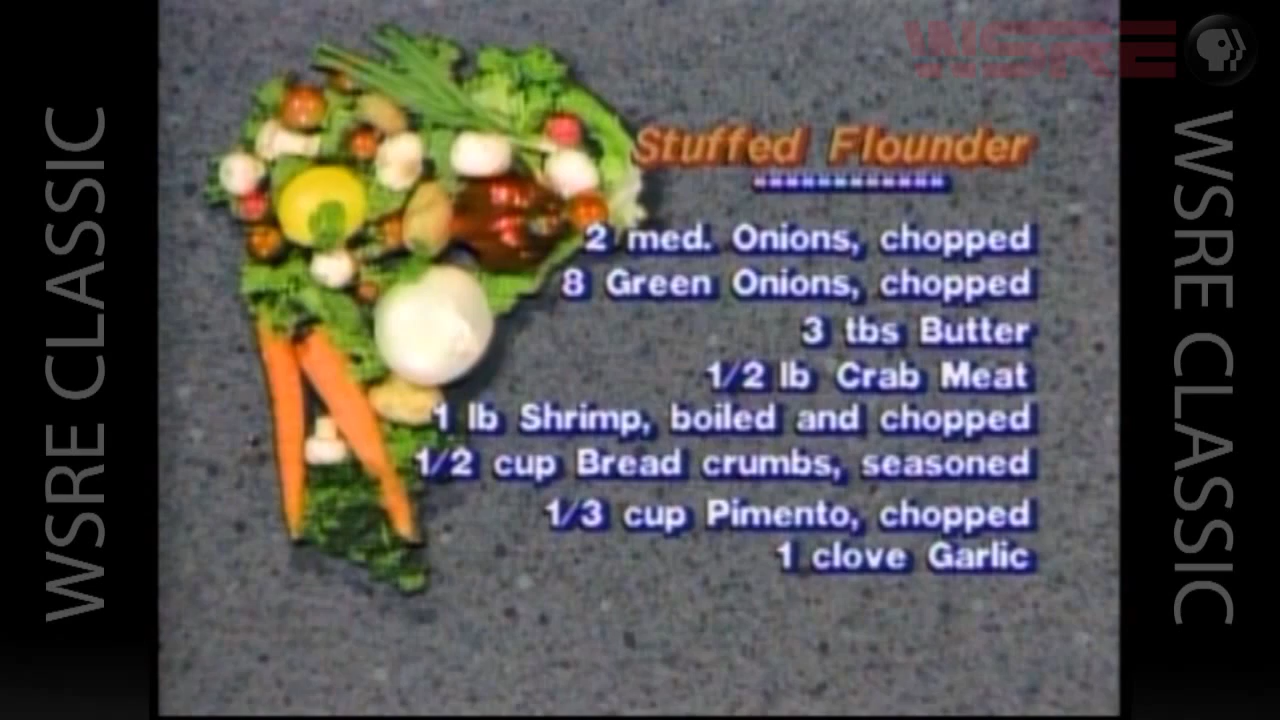 WSRE
WSRE CLASSIC
Stuffed Flounder
2 med. Onions, chopped
8 Green Onions, chopped
3 tbs Butter
1/2 lb Crab Meat
1 lb Shrimp, boiled and chopped
1/2 cup Bread crumbs, seasoned
1/3 cup Pimento, chopped
1 clove Garlic
WSRE CLASSIC